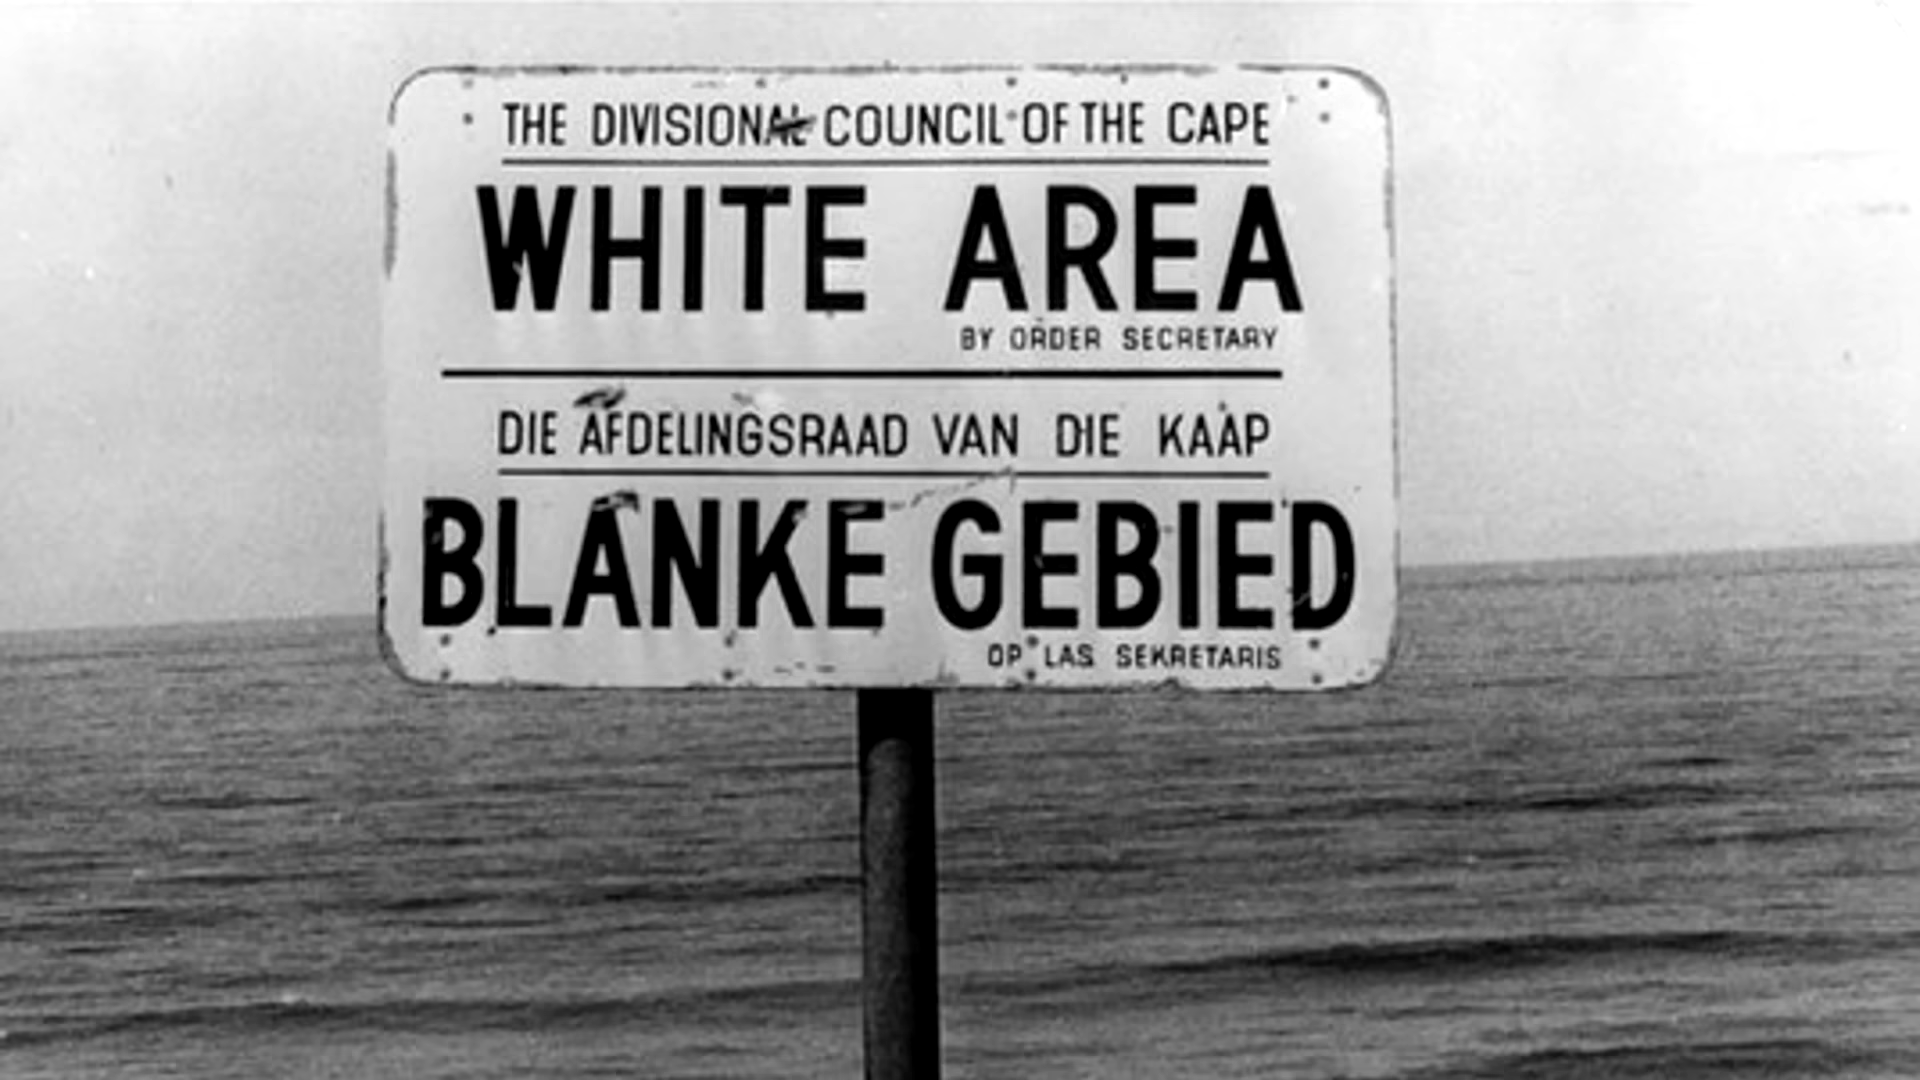 THE DIVISIONAL COUNCIL OF THE CAPE
WHITE AREA
BY ORDER SECRETARY
DIE AFDELINGSRAAD VAN DIE KAAP
BLANKE GEBIED
OP LAS SEKRETARIS